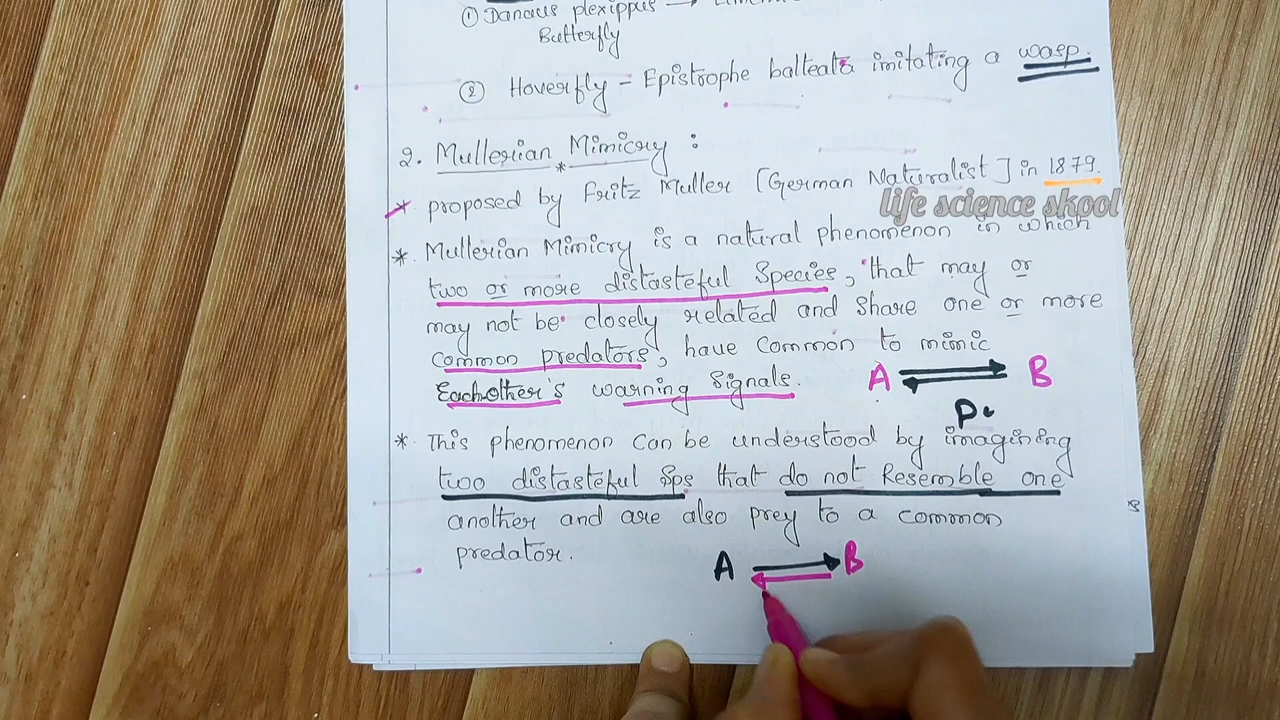 ① Danaus plexippus →
Butterfly
② Hoverfly - Epistrophe balteata imitating a wasp.
2. Mullerian Mimicry :
* proposed by Fritz Muller [German Naturalist] in 1879.
life science skool
* Mullerian Mimicry is a natural phenomenon in which
two or more distasteful Species, that may or
may not be closely related and share one or more
common predators, have Common to mimic
Eachother's warning Signals.
A B
P
* This phenomenon can be understood by imagining
two distasteful Sps that do not Resemble one
another and are also prey to a common
predator.
A B